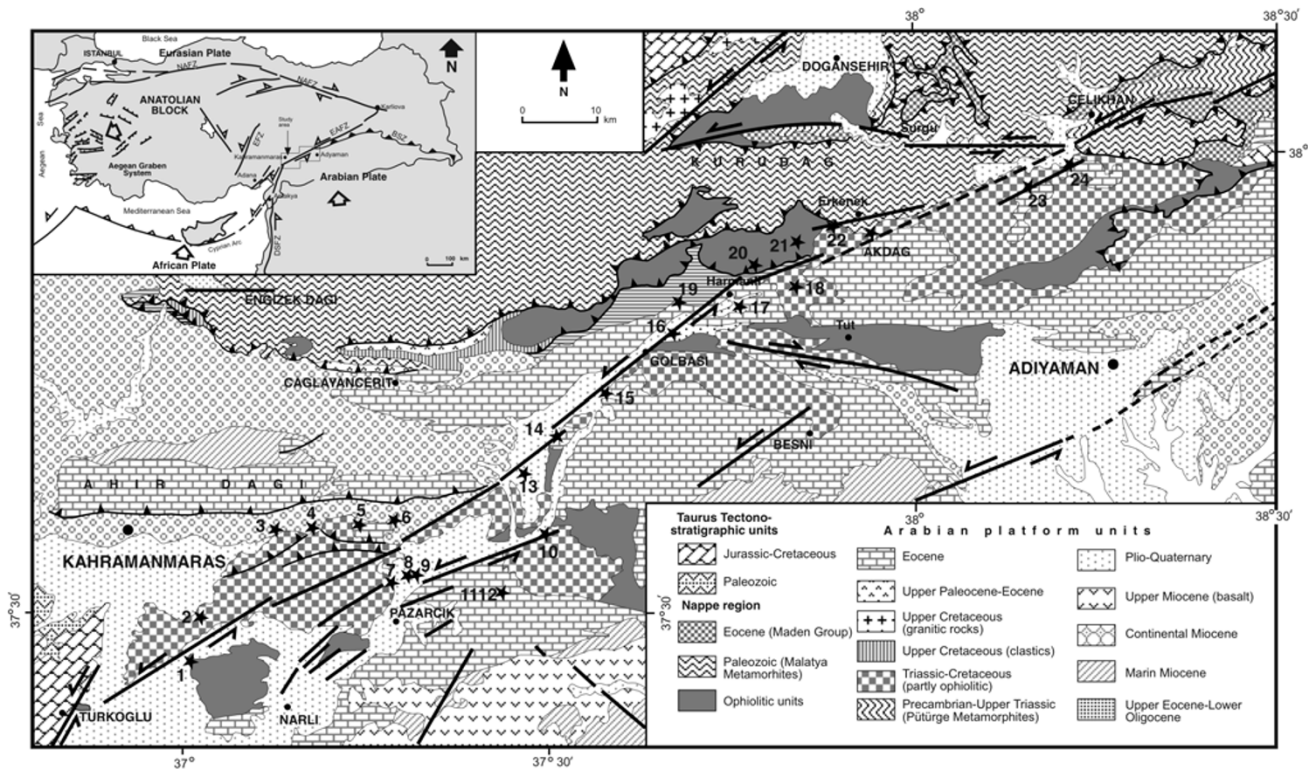 38°
38°30′
Black Sea
ISTANBUL
Eurasian Plate
NAFZ
NAFZ
N
ANATOLIAN
BLOCK
Karliova
Sea
Aegean
Study
area
EFZ
EAFZ
BSZ
Kahramanmaras
Adyaman
Aegean Graben
System
Adana
Arabian Plate
Mediterranean Sea
DSFZ
Cyprian Arc
African Plate
0 100 km
N
0 10
km
DOGANSEHIR
CELIKHAN
Surgu
38°
KURUDAG
24
23
Erkenek
22
AKDAG
21
20
Harmanli
18
19
17
16
Tut
GOLBASI
ENGIZEK DAGI
ADIYAMAN
CAGLAYANCERIT
15
14
BESNI
13
AHIR DAGI
3
4
5
6
KAHRAMANMARAS
10
7
8
9
1112
PAZARCIK
2
1
TURKOGLU
NARLI
37°30′
37°30′
37°
37°30′
38°
38°30′
Taurus Tectono-
stratigraphic units
Jurassic-Cretaceous
Paleozoic
Nappe region
Eocene (Maden Group)
Paleozoic (Malatya
Metamorhites)
Ophiolitic units
Arabian platform units
Eocene
Upper Paleocene-Eocene
Upper Cretaceous
(granitic rocks)
Upper Cretaceous (clastics)
Triassic-Cretaceous
(partly ophiolitic)
Precambrian-Upper Triassic
(Pütürge Metamorphites)
Plio-Quaternary
Upper Miocene (basalt)
Continental Miocene
Marin Miocene
Upper Eocene-Lower
Oligocene